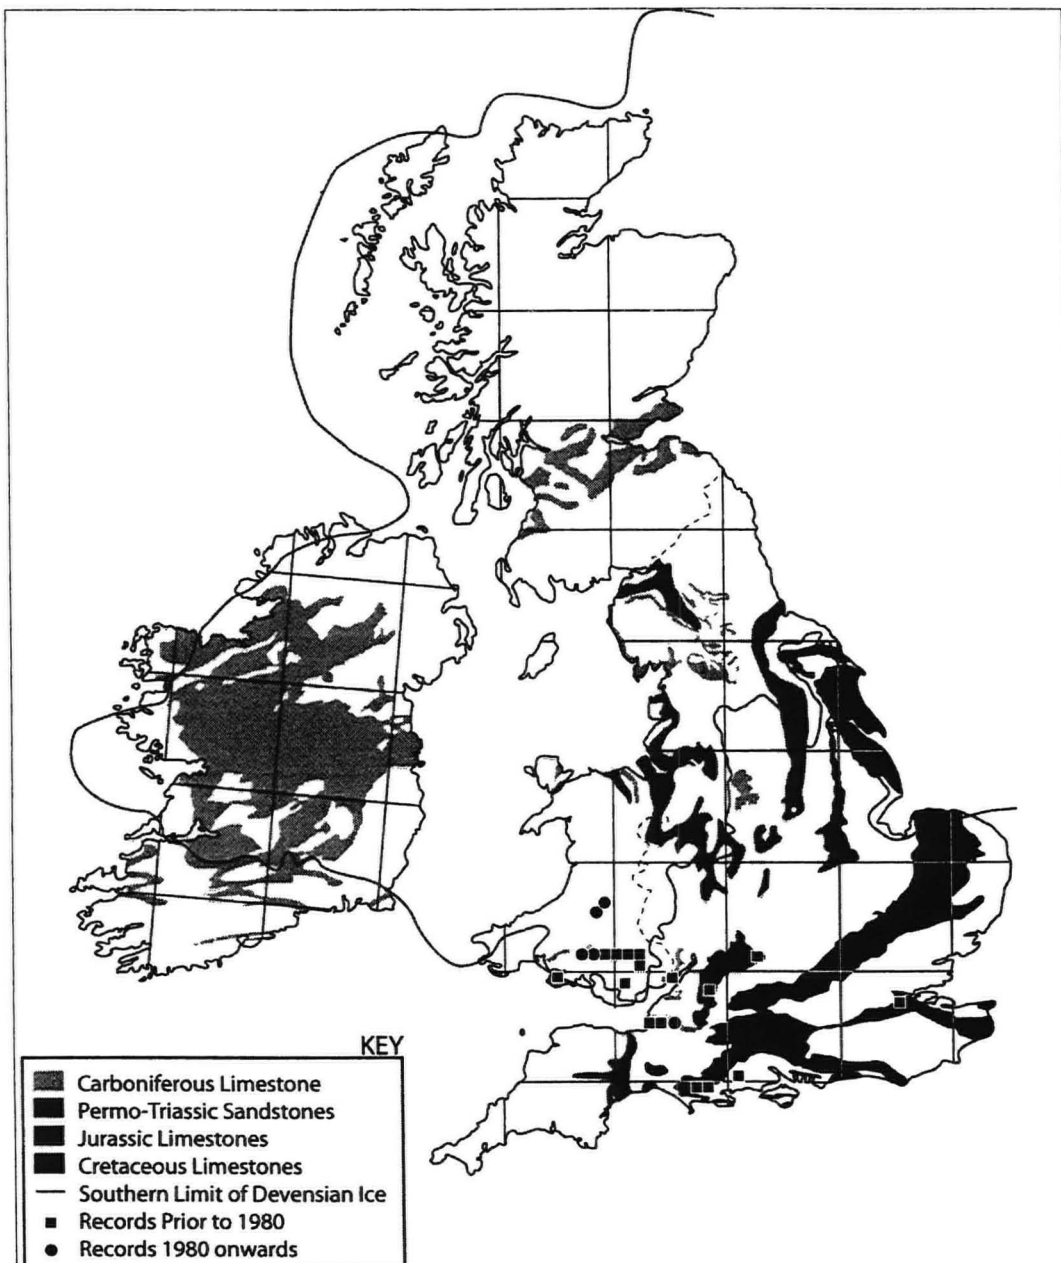 KEY
Carboniferous Limestone
Permo-Triassic Sandstones
Jurassic Limestones
Cretaceous Limestones
Southern Limit of Devensian Ice
Records Prior to 1980
Records 1980 onwards